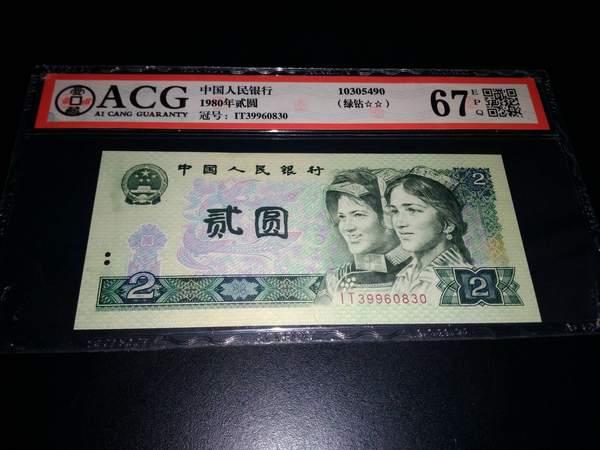 ACG
AI CANG GUARANTY
中国人民银行
1980年贰圆
冠号：IT39960830
10305490
（绿钻☆☆）
67 EPQ
中国人民银行
贰圆
2
2
IT39960830
2